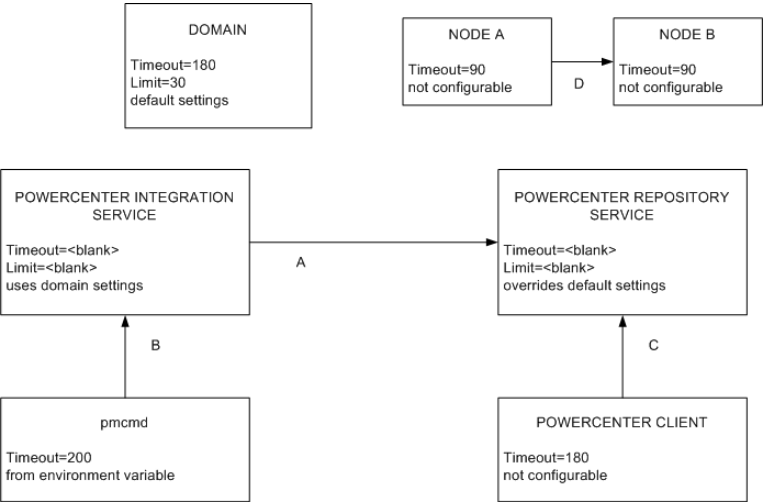 DOMAIN
Timeout=180
Limit=30
default settings
NODE A
Timeout=90
not configurable
D
NODE B
Timeout=90
not configurable
POWERCENTER INTEGRATION
SERVICE
Timeout=<blank>
Limit=<blank>
uses domain settings
A
POWERCENTER REPOSITORY
SERVICE
Timeout=<blank>
Limit=<blank>
overrides default settings
B
C
pmcmd
Timeout=200
from environment variable
POWERCENTER CLIENT
Timeout=180
not configurable